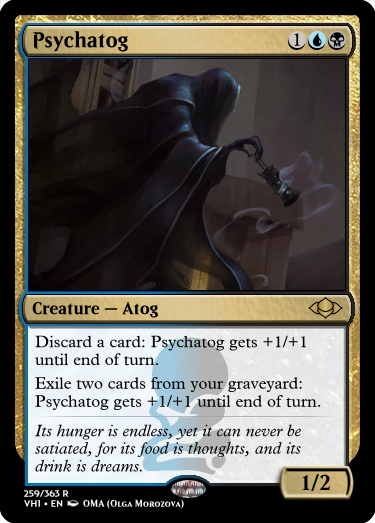 Psychatog 1
Creature — Atog
Discard a card: Psychatog gets +1/+1
until end of turn.
Exile two cards from your graveyard:
Psychatog gets +1/+1 until end of turn.
Its hunger is endless, yet it can never be
satiated, for its food is thoughts, and its
drink is dreams.
1/2
259/363 R
VHI • EN OMA (Olga Morozova)